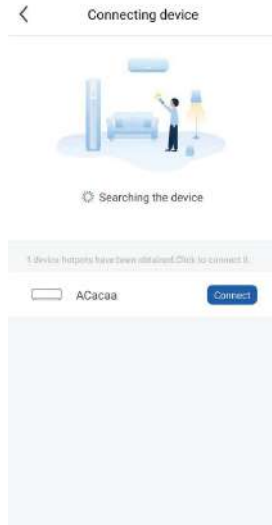 Connecting device
Searching the device
1 device hotpots have been obtained.Click to connect it.
ACacaa
Connect